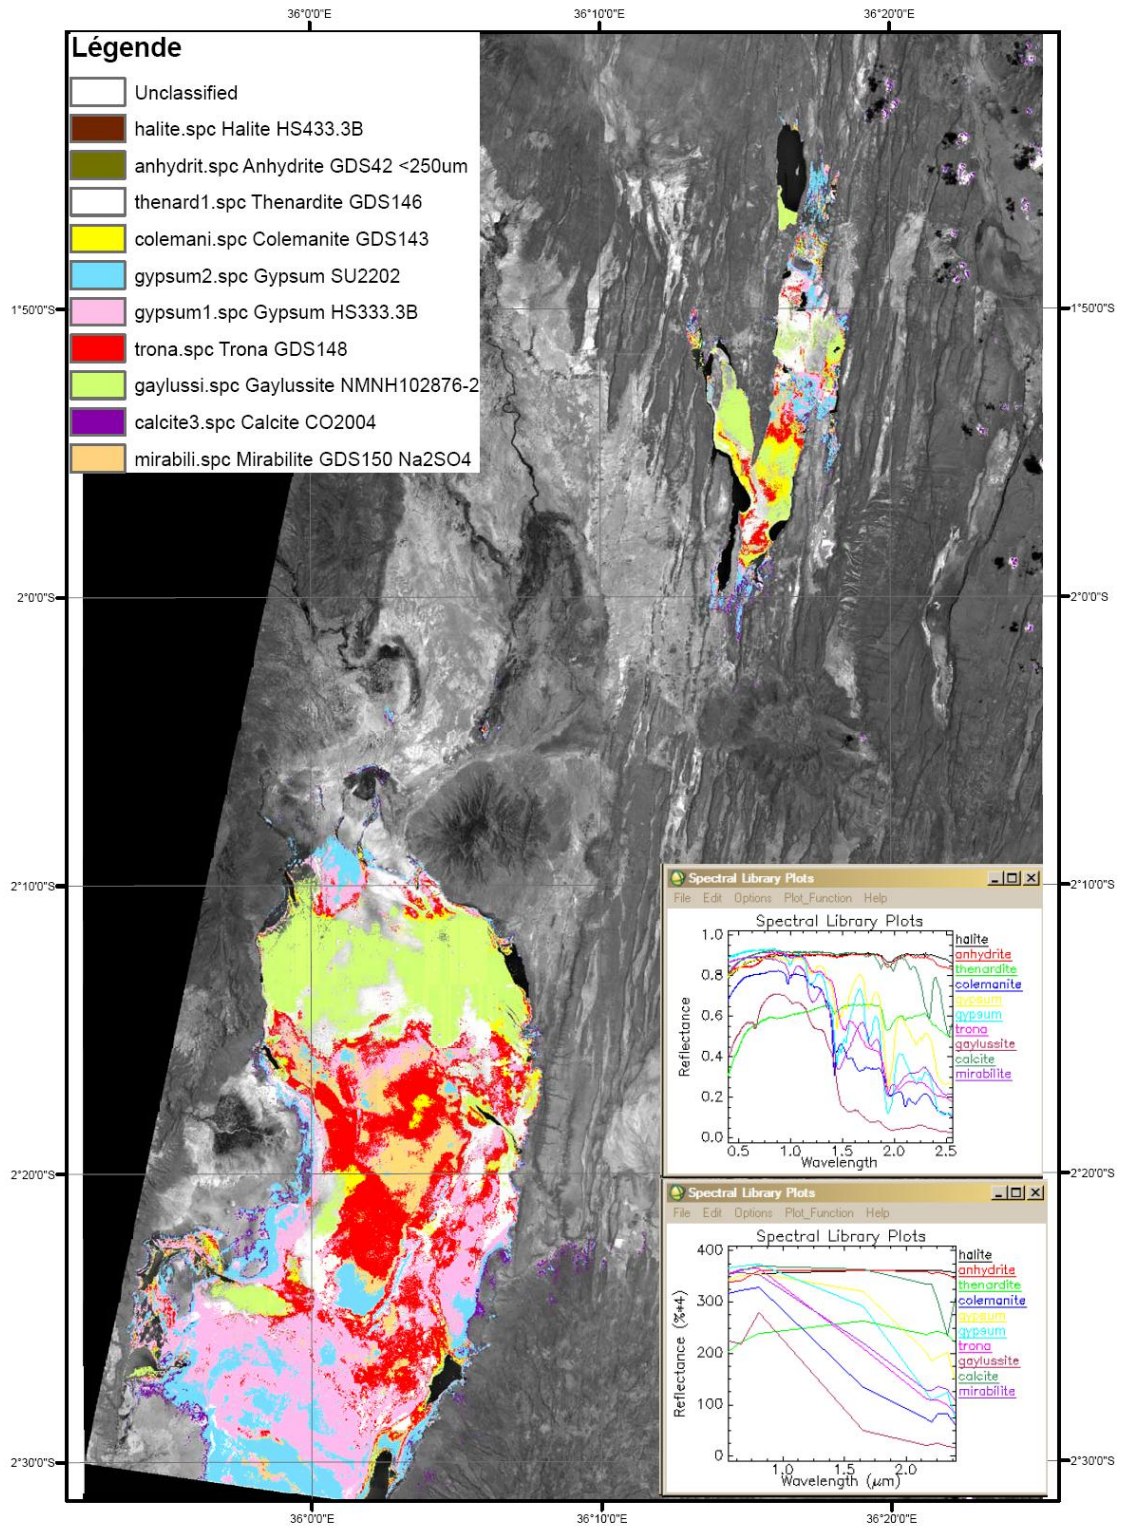 36°0'0"E
36°10'0"E
36°20'0"E
Légende
Unclassified
halite.spc Halite HS433.3B
anhydrit.spc Anhydrite GDS42 <250um
thenard1.spc Thenardite GDS146
colemani.spc Colemanite GDS143
gypsum2.spc Gypsum SU2202
gypsum1.spc Gypsum HS333.3B
trona.spc Trona GDS148
gaylussi.spc Gaylussite NMNH102876-2
calcite3.spc Calcite CO2004
mirabili.spc Mirabilite GDS150 Na2SO4
1°50'0"S
1°50'0"S
2°0'0"S
2°0'0"S
2°10'0"S
2°10'0"S
2°20'0"S
2°20'0"S
2°30'0"S
2°30'0"S
Spectral Library Plots
File Edit Options Plot_Function Help
Spectral Library Plots
1.0
0.8
0.6
0.4
0.2
0.0
Reflectance
0.5
1.0
1.5
2.0
2.5
Wavelength
halite
anhydrite
thenardite
colemanite
gypsum
gypsum
trona
gaylussite
calcite
mirabilite
Spectral Library Plots
File Edit Options Plot_Function Help
Spectral Library Plots
400
300
200
100
0
Reflectance (%*4)
1.0
1.5
2.0
Wavelength (μm)
halite
anhydrite
thenardite
colemanite
gypsum
gypsum
trona
gaylussite
calcite
mirabilite
36°0'0"E
36°10'0"E
36°20'0"E